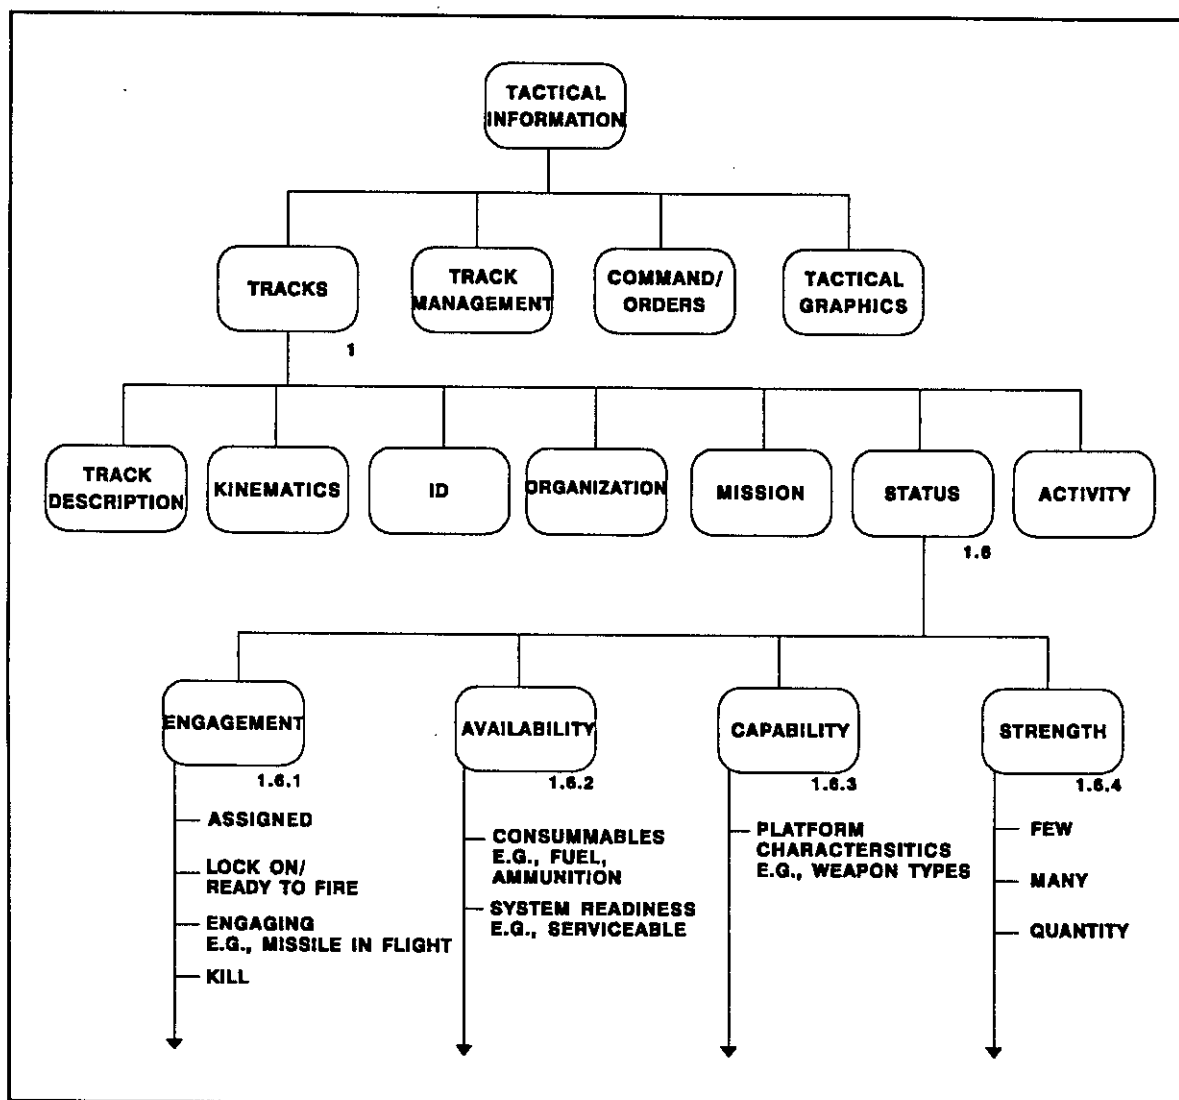 TACTICAL
INFORMATION
TRACKS
1
TRACK
MANAGEMENT
COMMAND/
ORDERS
TACTICAL
GRAPHICS
TRACK
DESCRIPTION
KINEMATICS
ID
ORGANIZATION
MISSION
STATUS
1.6
ACTIVITY
ENGAGEMENT
1.6.1
ASSIGNED
LOCK ON/
READY TO FIRE
ENGAGING
E.G., MISSILE IN FLIGHT
KILL
AVAILABILITY
1.6.2
CONSUMMABLES
E.G., FUEL,
AMMUNITION
SYSTEM READINESS
E.G., SERVICEABLE
CAPABILITY
1.6.3
PLATFORM
CHARACTERSITICS
E.G., WEAPON TYPES
STRENGTH
1.6.4
FEW
MANY
QUANTITY